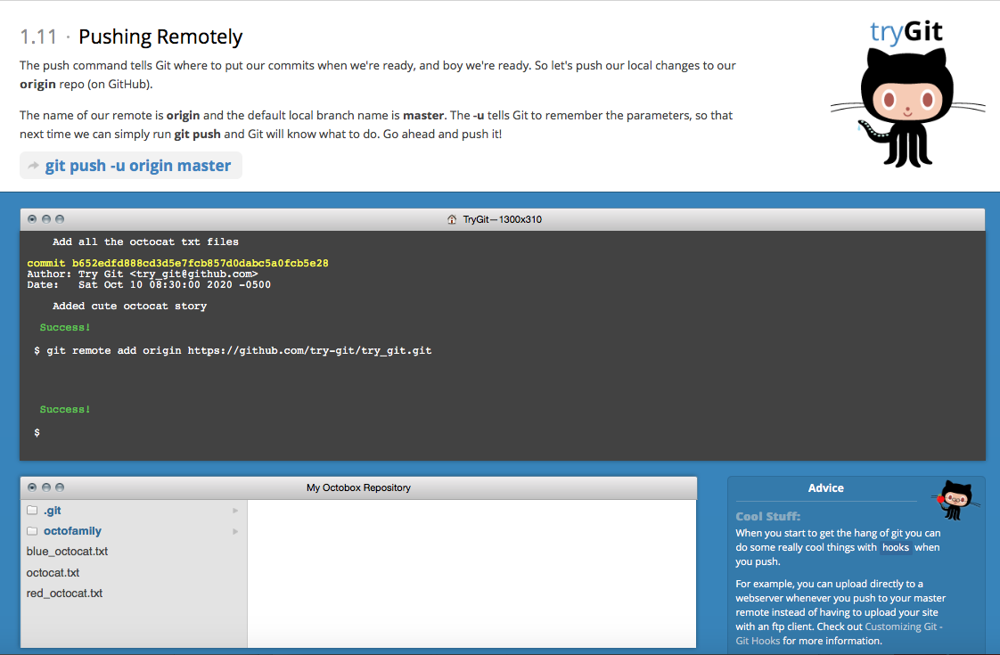 1.11 · Pushing Remotely
tryGit
The push command tells Git where to put our commits when we're ready, and boy we're ready. So let's push our local changes to our
origin repo (on GitHub).
The name of our remote is origin and the default local branch name is master. The -u tells Git to remember the parameters, so that
next time we can simply run git push and Git will know what to do. Go ahead and push it!
git push -u origin master
TryGit—1300x310
Add all the octocat txt files
commit b652edfd888cd3d5e7fcb857d0dabc5a0fcb5e28
Author: Try Git <try_git@github.com>
Date:   Sat Oct 10 08:30:00 2020 -0500
Added cute octocat story
Success!
$ git remote add origin https://github.com/try-git/try_git.git
Success!
$
My Octobox Repository
.git
octofamily
blue_octocat.txt
octocat.txt
red_octocat.txt
Advice
Cool Stuff:
When you start to get the hang of git you can
do some really cool things with hooks when
you push.
For example, you can upload directly to a
webserver whenever you push to your master
remote instead of having to upload your site
with an ftp client. Check out Customizing Git -
Git Hooks for more information.